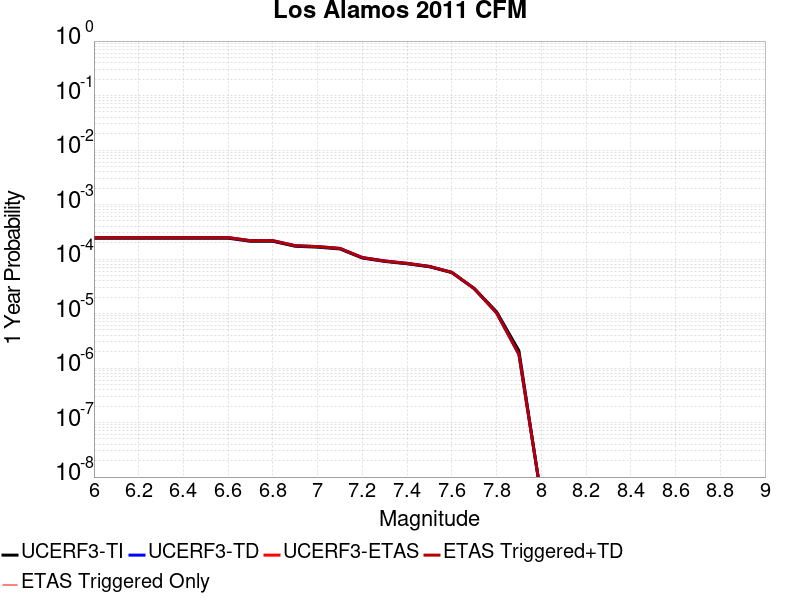 Los Alamos 2011 CFM
10^0
10^-1
10^-2
10^-3
10^-4
10^-5
10^-6
10^-7
10^-8
1 Year Probability
6 6.2 6.4 6.6 6.8 7 7.2 7.4 7.6 7.8 8 8.2 8.4 8.6 8.8 9
Magnitude
UCERF3-TI UCERF3-TD UCERF3-ETAS ETAS Triggered+TD
ETAS Triggered Only